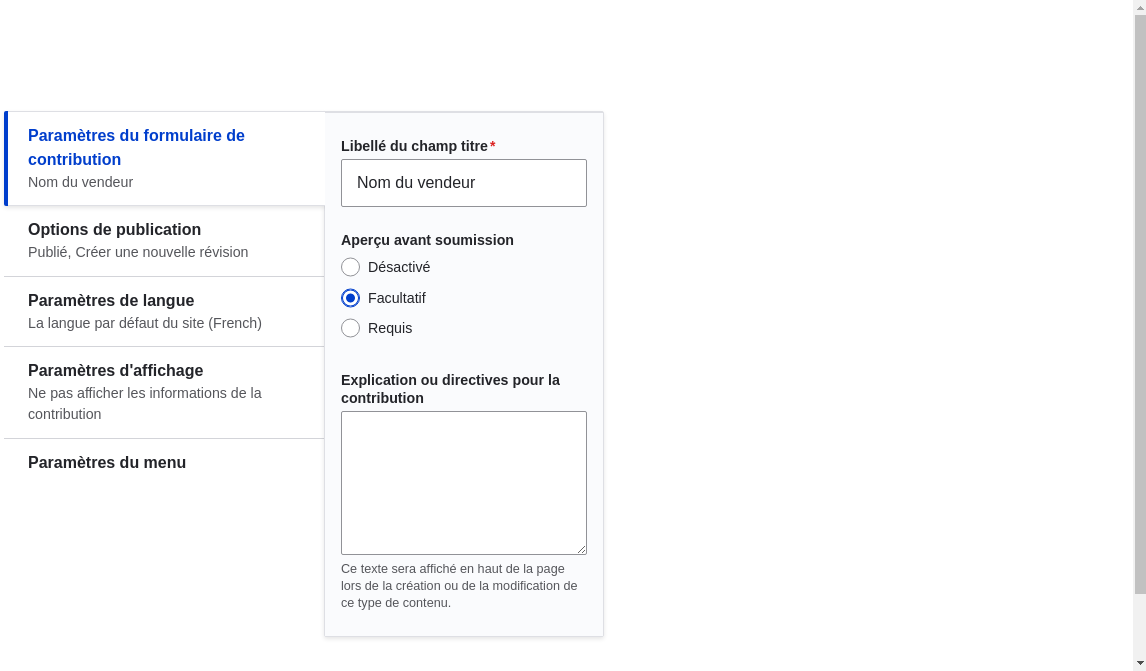 Paramètres du formulaire de
contribution
Nom du vendeur
Options de publication
Publié, Créer une nouvelle révision
Paramètres de langue
La langue par défaut du site (French)
Paramètres d'affichage
Ne pas afficher les informations de la
contribution
Paramètres du menu
Libellé du champ titre*
Nom du vendeur
Aperçu avant soumission
Désactivé
Facultatif
Requis
Explication ou directives pour la
contribution
Ce texte sera affiché en haut de la page
lors de la création ou de la modification de
ce type de contenu.